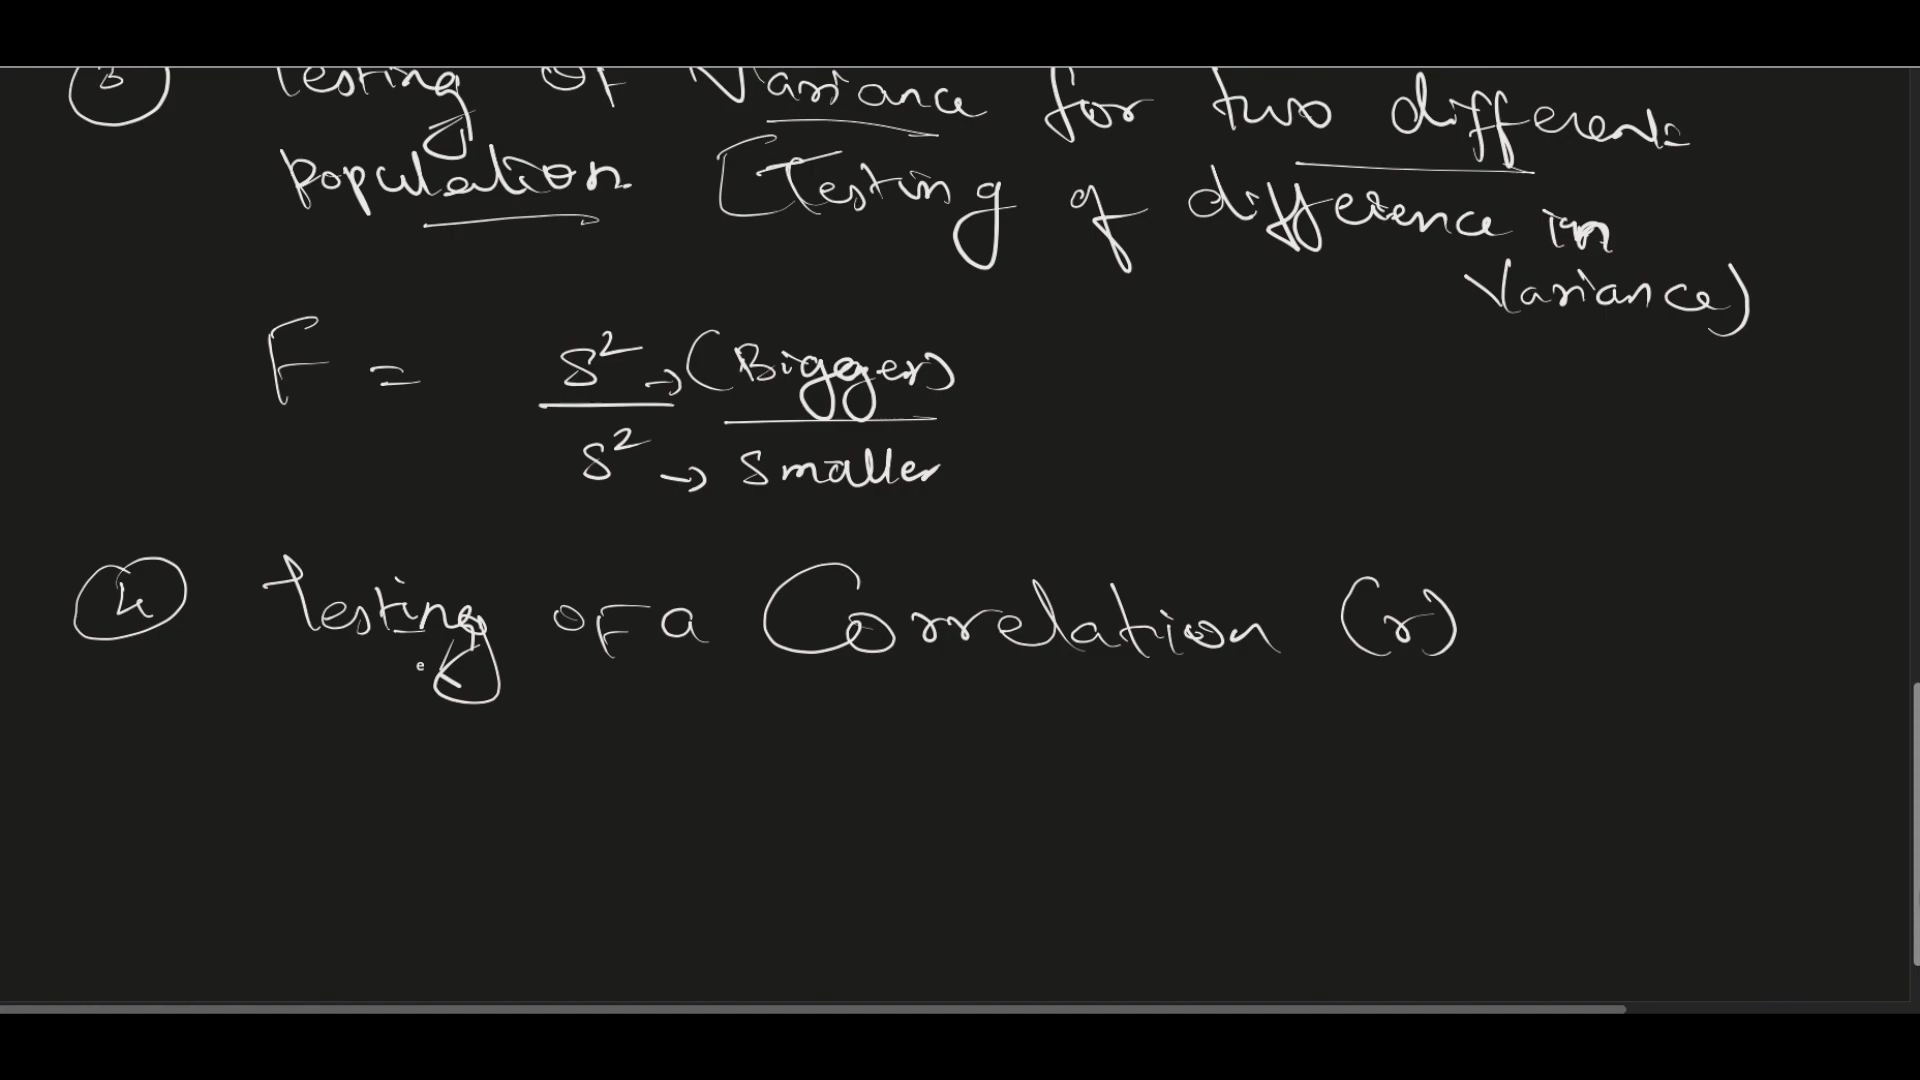 ③ Testing of Variance for two different
population [Testing of difference in
Variance)
F = S² → (Bigger)
S² → Smaller
④ Testing of a Correlation (r)